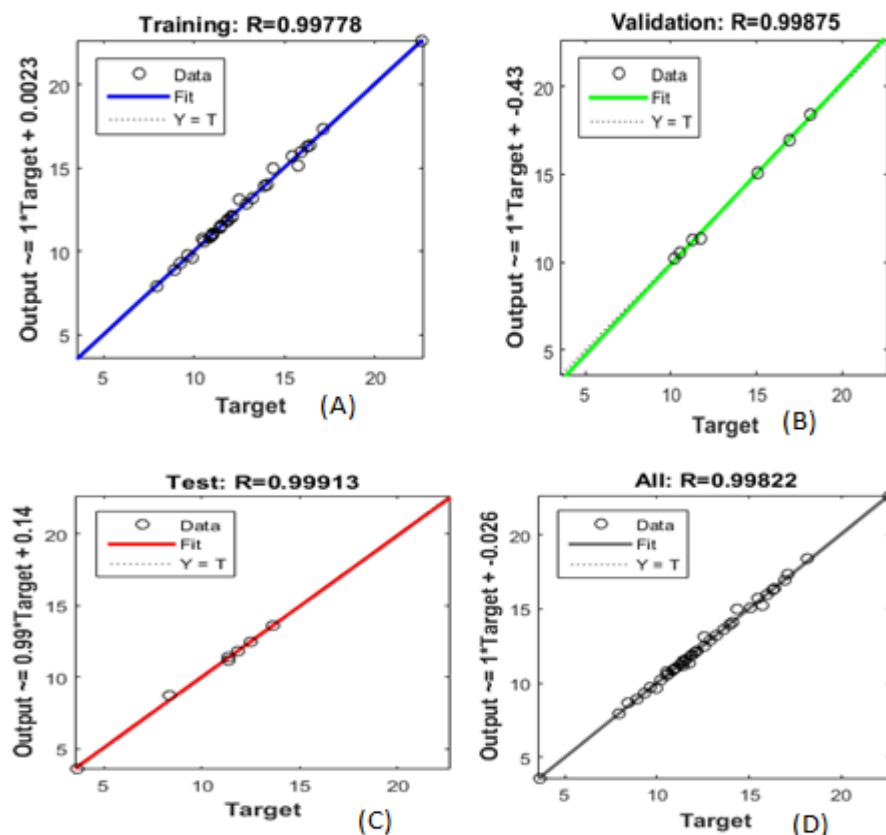 Training: R=0.99778
Output ~= 1*Target + 0.0023
Data
Fit
Y = T
20
15
10
5
5
10
15
20
Target
(A)
Validation: R=0.99875
Output ~= 1*Target + -0.43
Data
Fit
Y = T
20
15
10
5
5
10
15
20
Target
(B)
Test: R=0.99913
Output ~= 0.99*Target + 0.14
Data
Fit
Y = T
20
15
10
5
5
10
15
20
Target
(C)
All: R=0.99822
Output ~= 1*Target + -0.026
Data
Fit
Y = T
20
15
10
5
5
10
15
20
Target
(D)